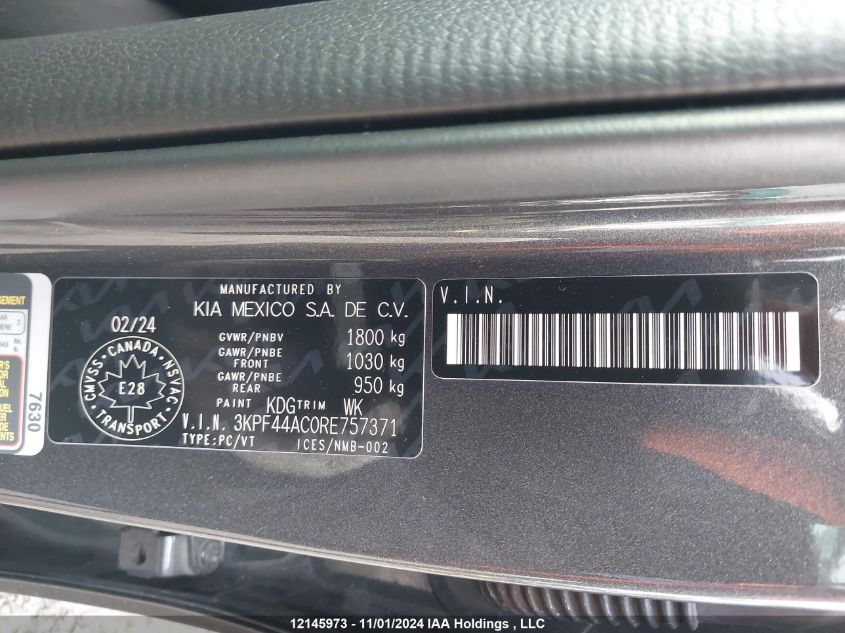 MANUFACTURED BY
KIA MEXICO S.A. DE C.V.
02/24
GVWR/PNBV 1800 kg
GAWR/PNBE FRONT 1030 kg
GAWR/PNBE REAR 950 kg
PAINT KDG TRIM WK
V.I.N. 3KPF44AC0RE757371
TYPE:PC/VT ICES/NMB-002
CMVSS · CANADA · NSVAC · TRANSPORT ·
E28
V.I.N.
7630
12145973 - 11/01/2024 IAA Holdings , LLC